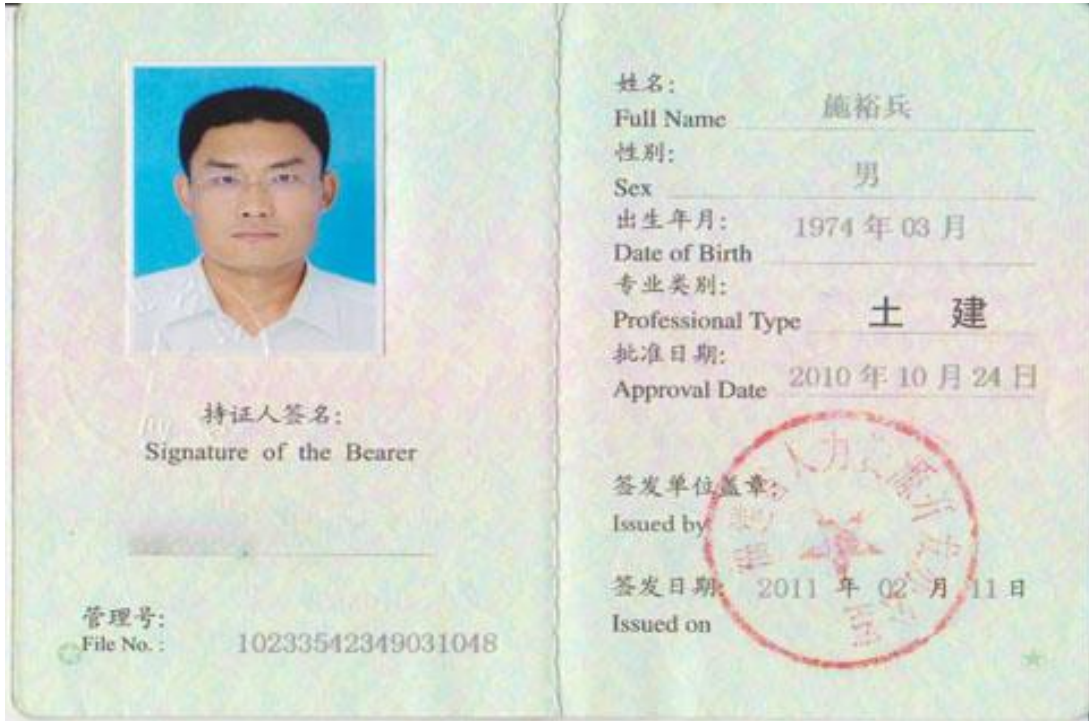 持证人签名:
Signature of the Bearer
管理号:
File No. : 10233542349031048
姓名:
Full Name 施裕兵
性别:
Sex 男
出生年月: 1974 年 03 月
Date of Birth
专业类别:
Professional Type 土 建
批准日期:
Approval Date 2010 年 10 月 24 日
签发单位盖章:
Issued by
签发日期: 2011 年 02 月 11 日
Issued on